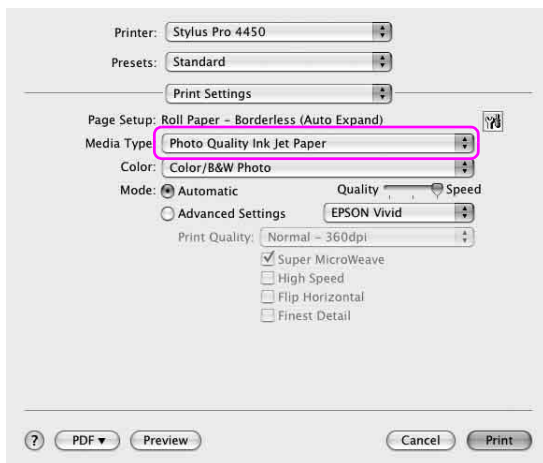 Printer: Stylus Pro 4450
Presets: Standard
Print Settings
Page Setup: Roll Paper - Borderless (Auto Expand)
Media Type Photo Quality Ink Jet Paper
Color: Color/B&W Photo
Mode: Automatic Quality Speed
Advanced Settings EPSON Vivid
Print Quality: Normal - 360dpi
Super MicroWeave
High Speed
Flip Horizontal
Finest Detail
? PDF Preview Cancel Print